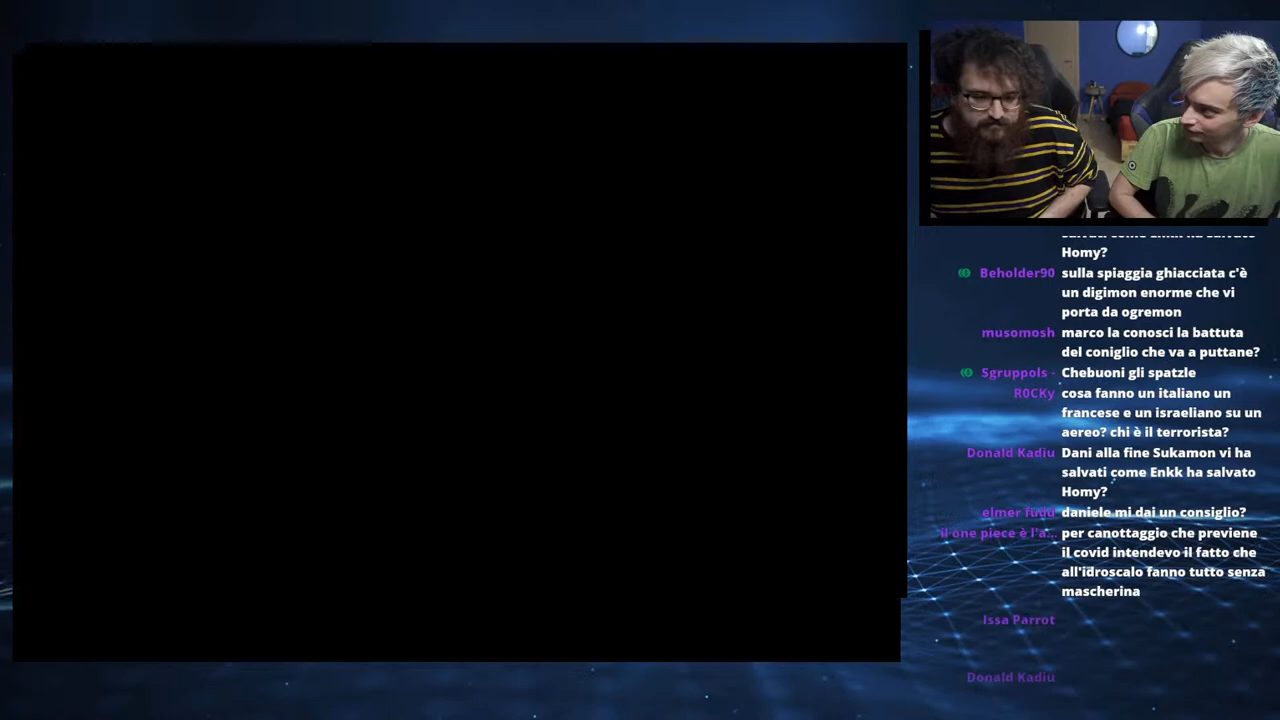 Homy?
Beholder90 sulla spiaggia ghiacciata c'è
un digimon enorme che vi
porta da ogremon
musomosh marco la conosci la battuta
del coniglio che va a puttane?
Sgruppols · Chebuoni gli spatzle
R0CKy cosa fanno un italiano un
francese e un israeliano su un
aereo? chi è il terrorista?
Donald Kadiu Dani alla fine Sukamon vi ha
salvati come Enkk ha salvato
Homy?
elmer fudd daniele mi dai un consiglio?
il one piece è l'a... per canottaggio che previene
il covid intendevo il fatto che
all'idroscalo fanno tutto senza
mascherina
Issa Parrot
Donald Kadiu